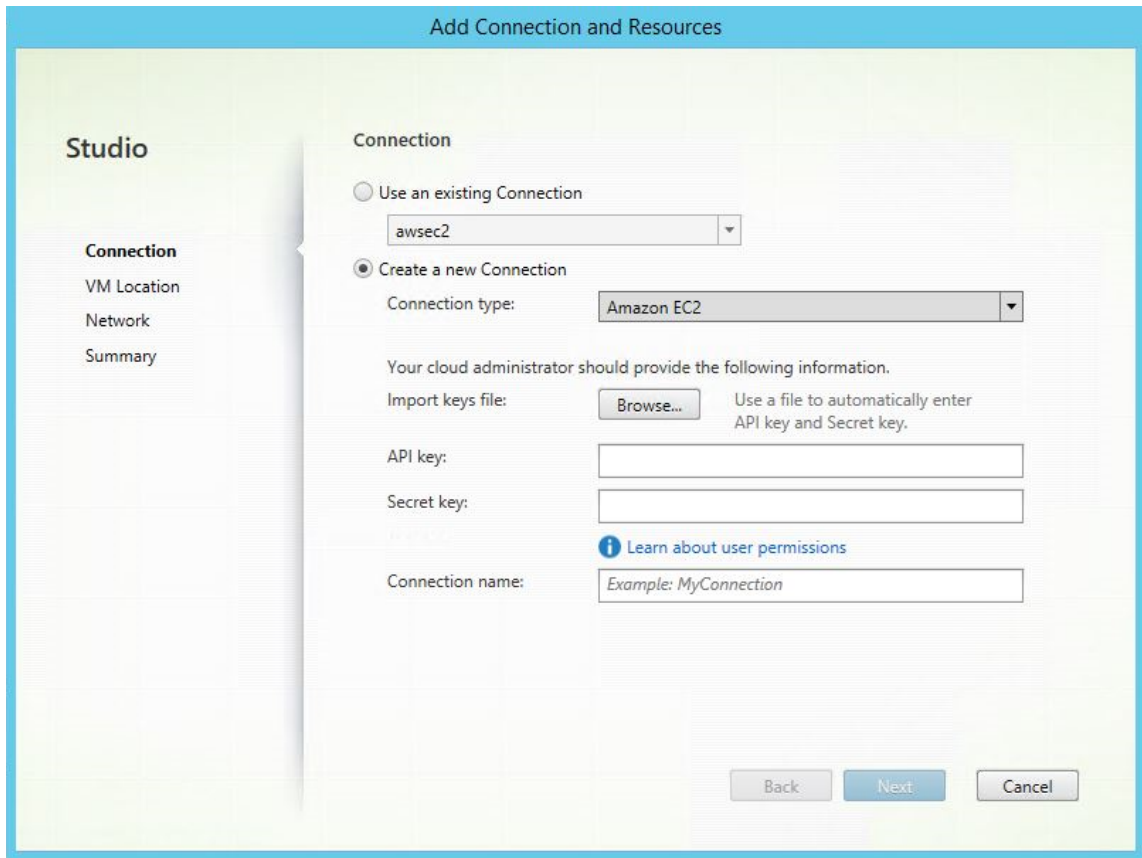 Add Connection and Resources
Studio
Connection
VM Location
Network
Summary
Connection
Use an existing Connection
awsec2
Create a new Connection
Connection type: Amazon EC2
Your cloud administrator should provide the following information.
Import keys file: Browse... Use a file to automatically enter
API key and Secret key.
API key:
Secret key:
Learn about user permissions
Connection name: Example: MyConnection
Back Next Cancel